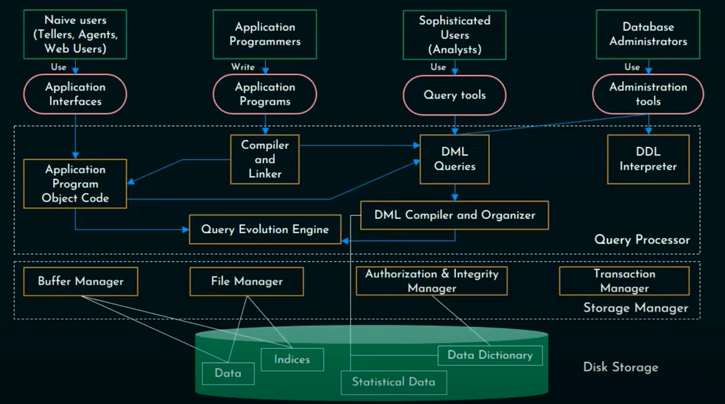 Naive users
(Tellers, Agents,
Web Users)
Application
Programmers
Sophisticated
Users
(Analysts)
Database
Administrators
Use
Write
Use
Use
Application
Interfaces
Application
Programs
Query tools
Administration
tools
Compiler
and
Linker
DML
Queries
DDL
Interpreter
Application
Program
Object Code
DML Compiler and Organizer
Query Evolution Engine
Query Processor
Buffer Manager
File Manager
Authorization & Integrity
Manager
Transaction
Manager
Storage Manager
Data
Indices
Data Dictionary
Statistical Data
Disk Storage